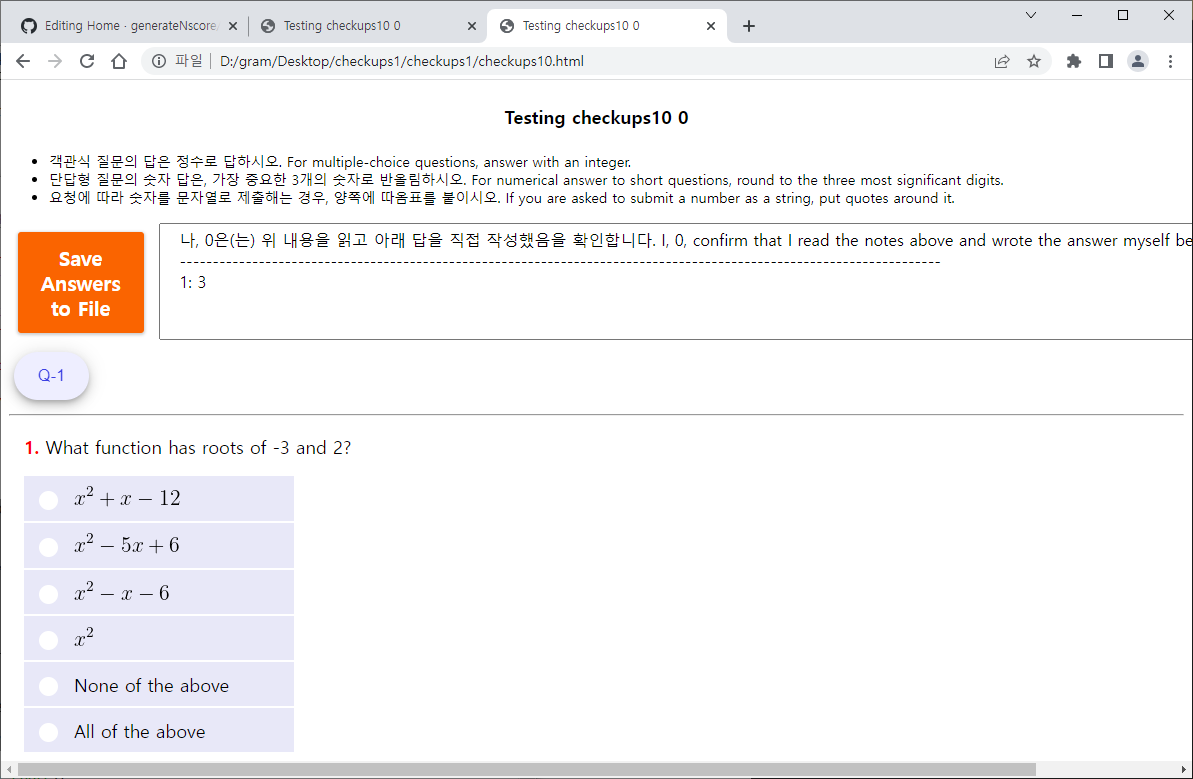 Editing Home · generateNscore
Testing checkups10 0
Testing checkups10 0
파일 | D:/gram/Desktop/checkups1/checkups1/checkups10.html
Testing checkups10 0
• 객관식 질문의 답은 정수로 답하시오. For multiple-choice questions, answer with an integer.
• 단답형 질문의 숫자 답은, 가장 중요한 3개의 숫자로 반올림하시오. For numerical answer to short questions, round to the three most significant digits.
• 요청에 따라 숫자를 문자열로 제출해는 경우, 양쪽에 따옴표를 붙이시오. If you are asked to submit a number as a string, put quotes around it.
Save
Answers
to File
나, 0은(는) 위 내용을 읽고 아래 답을 직접 작성했음을 확인합니다. I, 0, confirm that I read the notes above and wrote the answer myself be
--------------------------------------------------------------------------------------------------------------------
1: 3
Q-1
1. What function has roots of -3 and 2?
x² + x − 12
x² − 5x + 6
x² − x − 6
x²
None of the above
All of the above